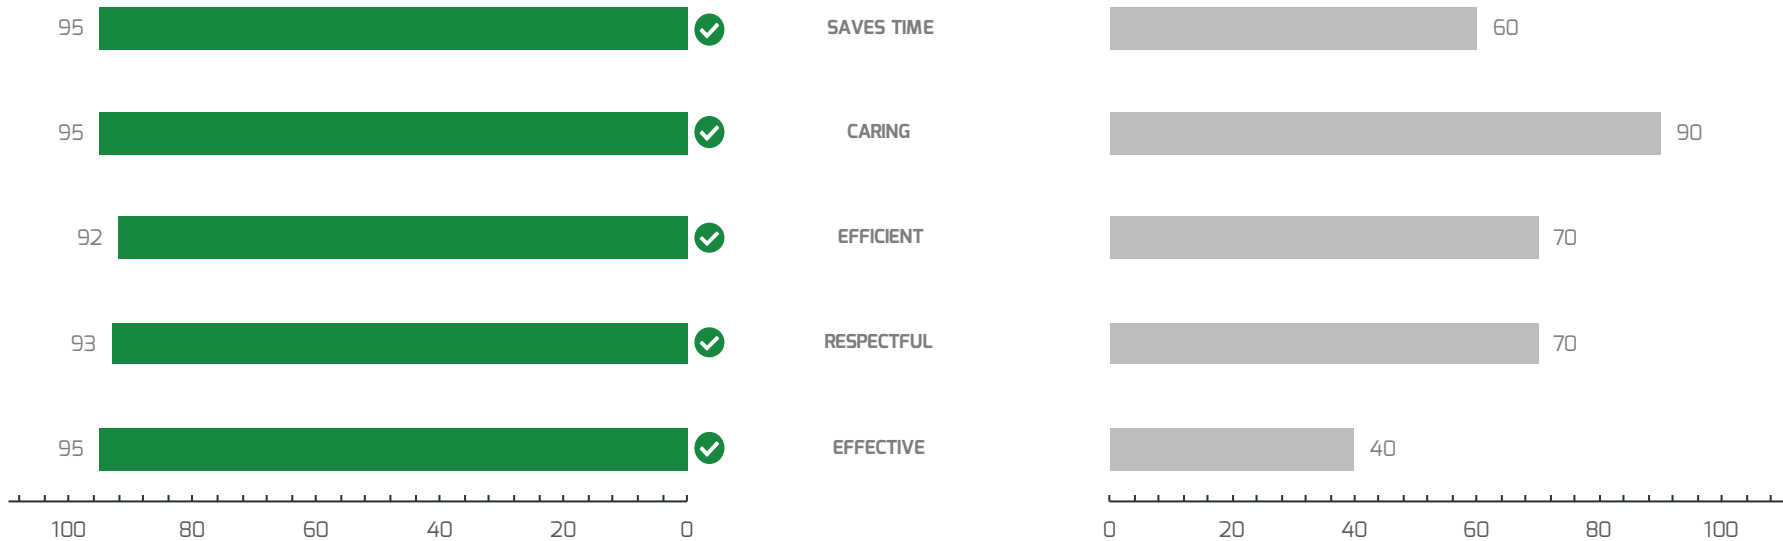 95 SAVES TIME 60
95 CARING 90
92 EFFICIENT 70
93 RESPECTFUL 70
95 EFFECTIVE 40
100 80 60 40 20 0 0 20 40 60 80 100